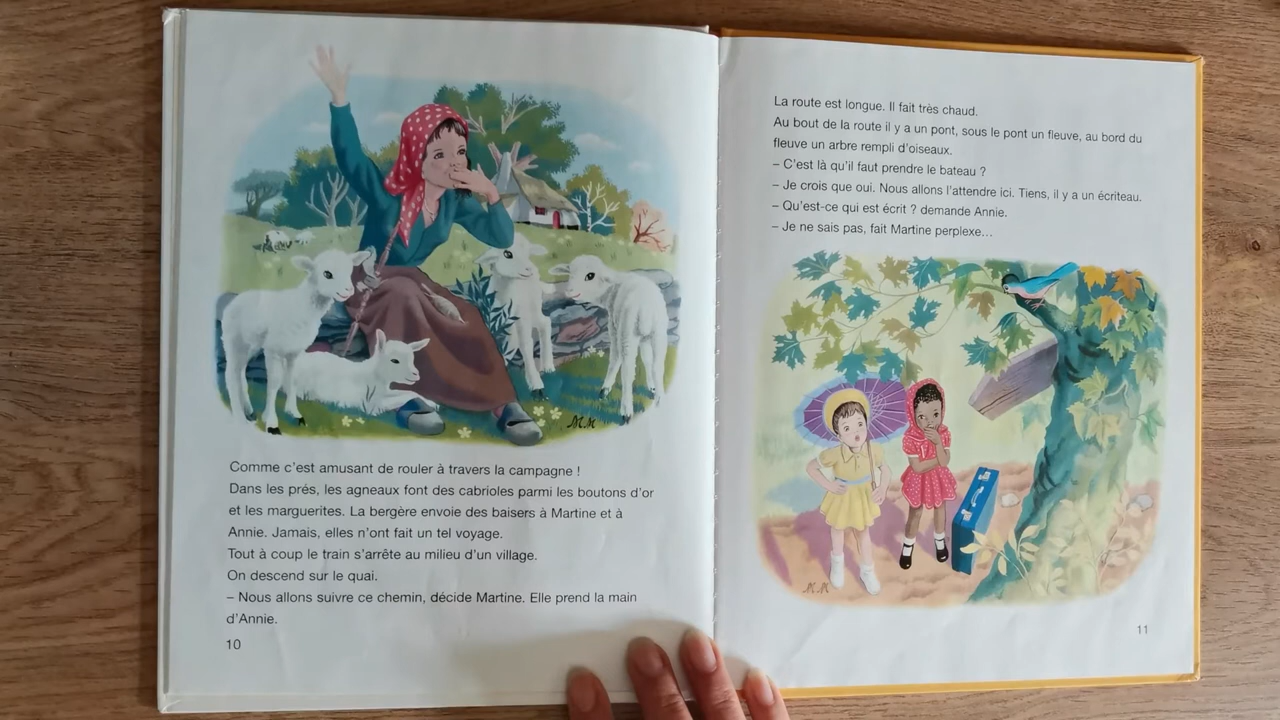 M.M
Comme c'est amusant de rouler à travers la campagne !
Dans les prés, les agneaux font des cabrioles parmi les boutons d'or
et les marguerites. La bergère envoie des baisers à Martine et à
Annie. Jamais, elles n'ont fait un tel voyage.
Tout à coup le train s'arrête au milieu d'un village.
On descend sur le quai.
– Nous allons suivre ce chemin, décide Martine. Elle prend la main
d'Annie.
10
La route est longue. Il fait très chaud.
Au bout de la route il y a un pont, sous le pont un fleuve, au bord du
fleuve un arbre rempli d'oiseaux.
– C'est là qu'il faut prendre le bateau ?
– Je crois que oui. Nous allons l'attendre ici. Tiens, il y a un écriteau.
– Qu'est-ce qui est écrit ? demande Annie.
– Je ne sais pas, fait Martine perplexe…
M.M
11